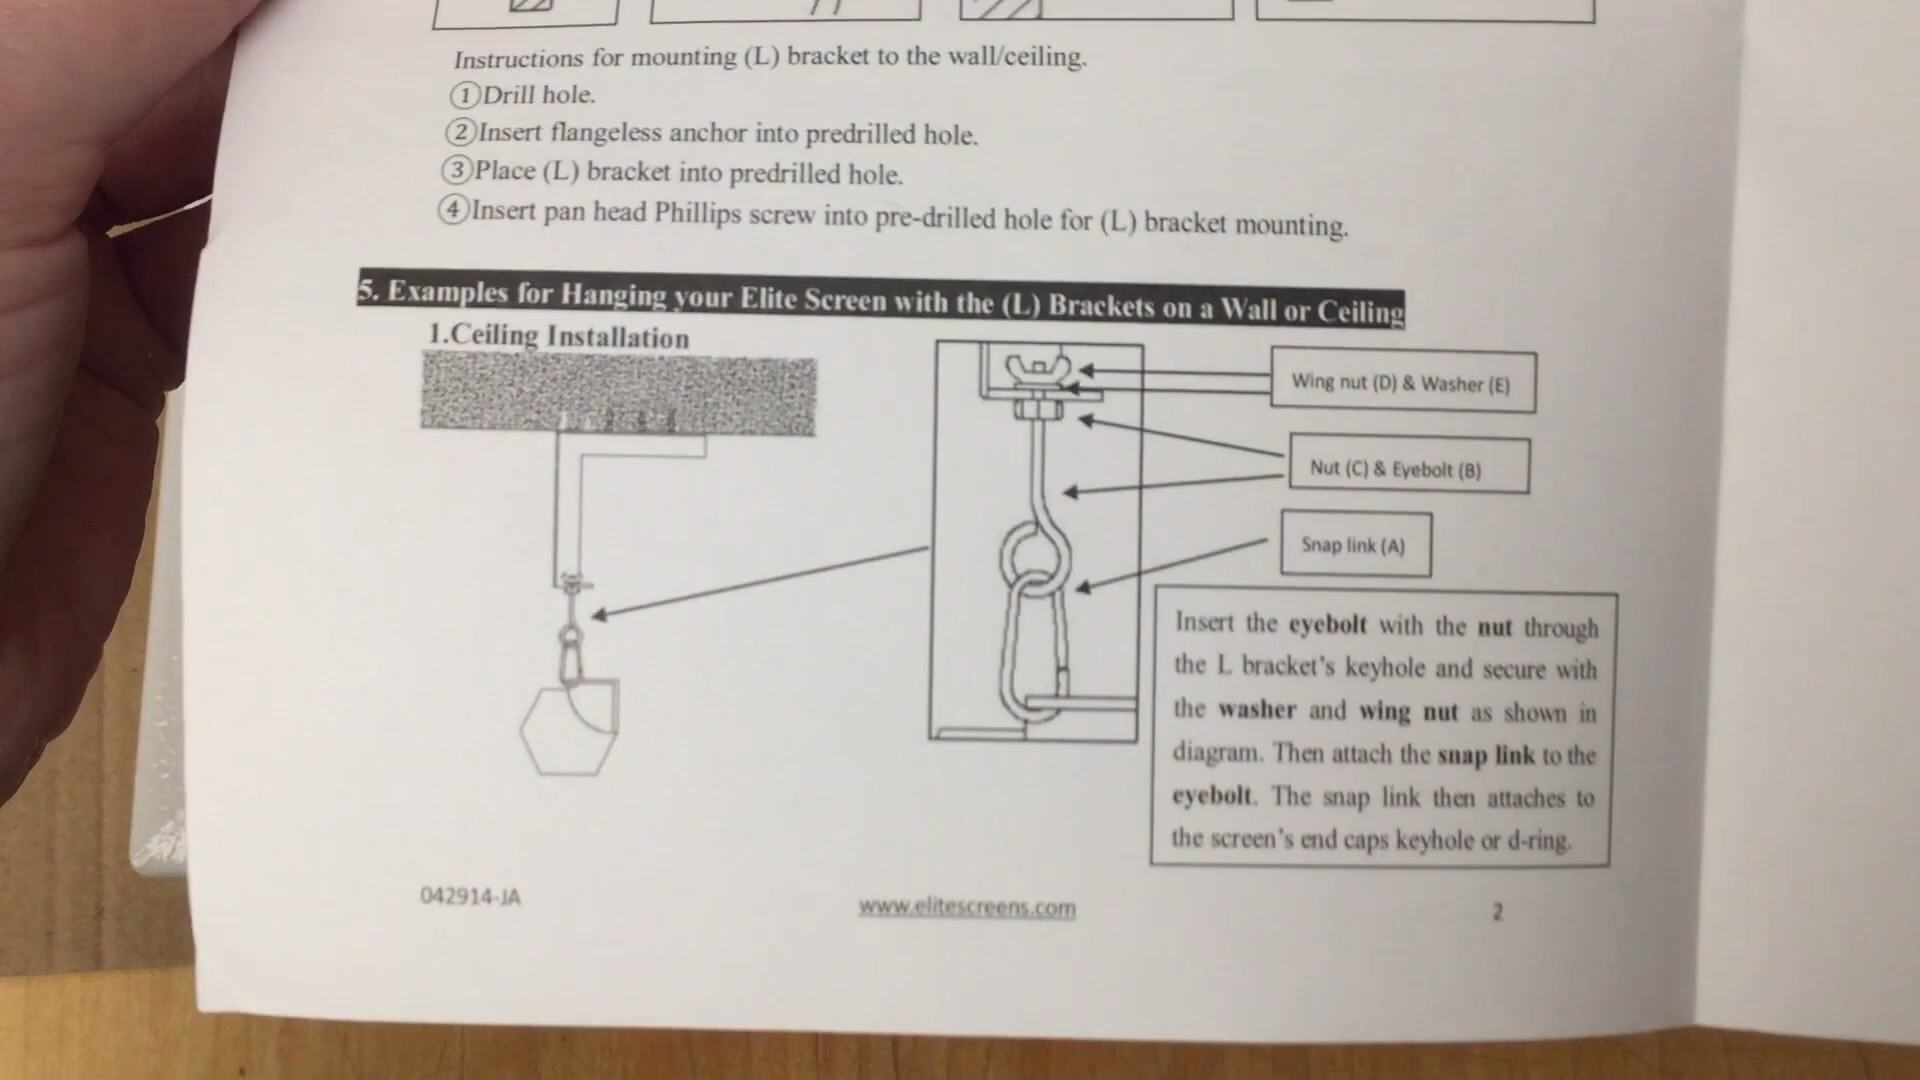 Instructions for mounting (L) bracket to the wall/ceiling.
①Drill hole.
②Insert flangeless anchor into predrilled hole.
③Place (L) bracket into predrilled hole.
④Insert pan head Phillips screw into pre-drilled hole for (L) bracket mounting.
5. Examples for Hanging your Elite Screen with the (L) Brackets on a Wall or Ceiling
1.Ceiling Installation
Wing nut (D) & Washer (E)
Nut (C) & Eyebolt (B)
Snap link (A)
Insert the eyebolt with the nut through
the L bracket's keyhole and secure with
the washer and wing nut as shown in
diagram. Then attach the snap link to the
eyebolt. The snap link then attaches to
the screen's end caps keyhole or d-ring.
042914-JA
www.elitescreens.com
2